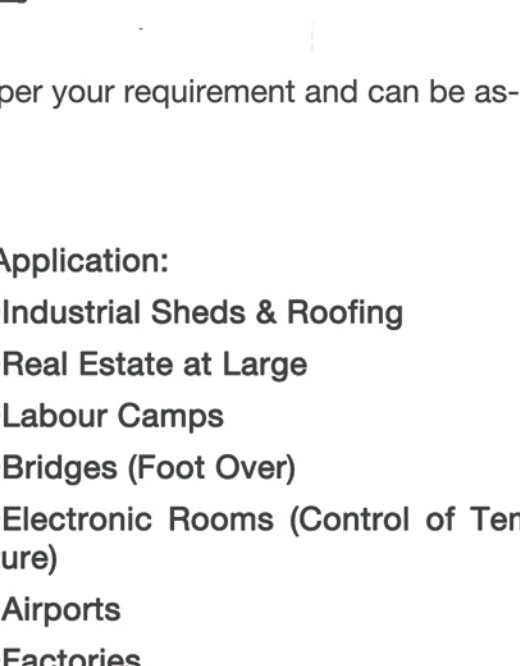 per your requirement and can be as-
Application:
Industrial Sheds & Roofing
Real Estate at Large
Labour Camps
Bridges (Foot Over)
Electronic Rooms (Control of
ure)
Airports
Factories